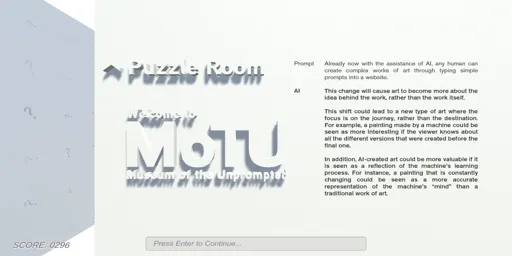 Puzzle Room
Welcome to
MoTU
Museum of the Unprompted
Prompt
Already now with the assistance of AI, any human can
create complex works of art through typing simple
prompts into a website.
AI
This change will cause art to become more about the
idea behind the work, rather than the work itself.
This shift could lead to a new type of art where the
focus is on the journey, rather than the destination.
For example, a painting made by a machine could be
seen as more interesting if the viewer knows about
all the different versions that were created before the
final one.
In addition, AI-created art could be more valuable if it
is seen as a reflection of the machine's learning
process. For instance, a painting that is constantly
changing could be seen as a more accurate
representation of the machine's "mind" than a
traditional work of art.
SCORE: 0296
Press Enter to Continue...